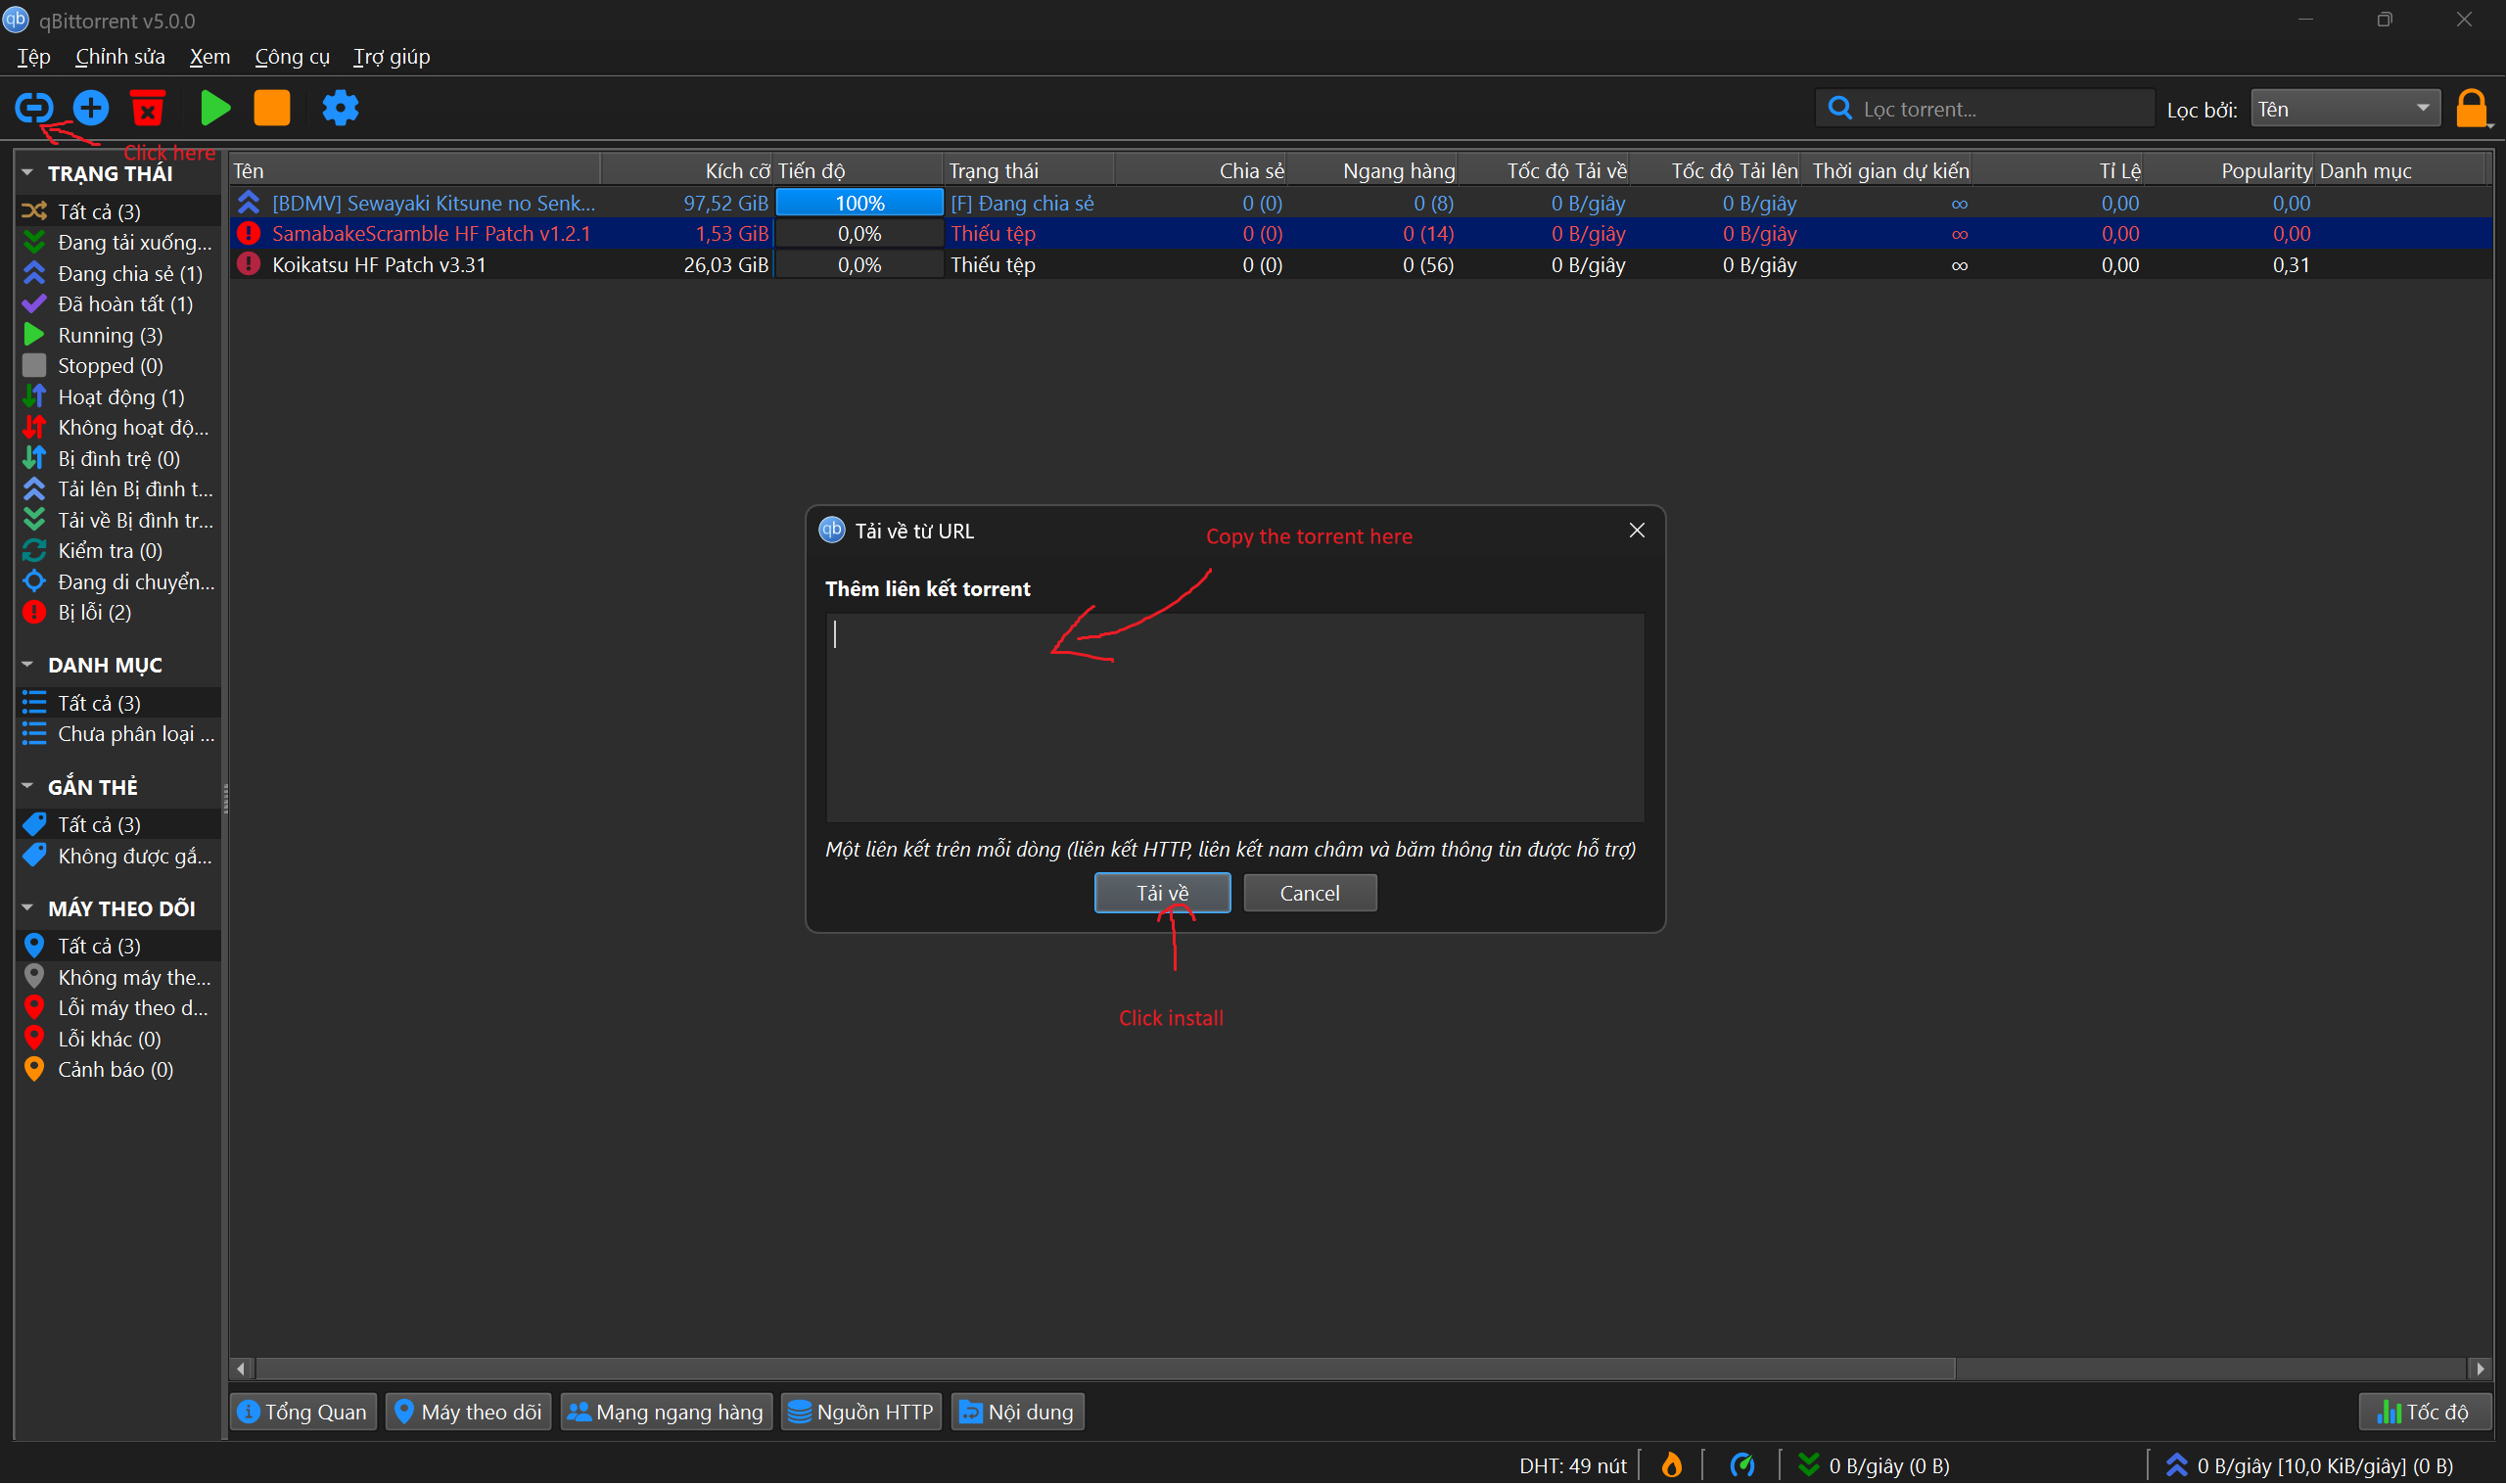 qBittorrent v5.0.0
Tệp Chỉnh sửa Xem Công cụ Trợ giúp
Lọc torrent... Lọc bởi: Tên
Click here
TRẠNG THÁI
Tất cả (3)
Đang tải xuống...
Đang chia sẻ (1)
Đã hoàn tất (1)
Running (3)
Stopped (0)
Hoạt động (1)
Không hoạt độ...
Bị đình trệ (0)
Tải lên Bị đình t...
Tải về Bị đình tr...
Kiểm tra (0)
Đang di chuyển...
Bị lỗi (2)
DANH MỤC
Tất cả (3)
Chưa phân loại ...
GẮN THẺ
Tất cả (3)
Không được gắ...
MÁY THEO DÕI
Tất cả (3)
Không máy the...
Lỗi máy theo d...
Lỗi khác (0)
Cảnh báo (0)
Tên Kích cỡ Tiến độ Trạng thái Chia sẻ Ngang hàng Tốc độ Tải về Tốc độ Tải lên Thời gian dự kiến Tỉ Lệ Popularity Danh mục
[BDMV] Sewayaki Kitsune no Senk... 97,52 GiB 100% [F] Đang chia sẻ 0 (0) 0 (8) 0 B/giây 0 B/giây ∞ 0,00 0,00
SamabakeScramble HF Patch v1.2.1 1,53 GiB 0,0% Thiếu tệp 0 (0) 0 (14) 0 B/giây 0 B/giây ∞ 0,00 0,00
Koikatsu HF Patch v3.31 26,03 GiB 0,0% Thiếu tệp 0 (0) 0 (56) 0 B/giây 0 B/giây ∞ 0,00 0,31
Tải về từ URL
Copy the torrent here
Thêm liên kết torrent
Một liên kết trên mỗi dòng (liên kết HTTP, liên kết nam châm và băm thông tin được hỗ trợ)
Tải về Cancel
Click install
Tổng Quan Máy theo dõi Mạng ngang hàng Nguồn HTTP Nội dung Tốc độ
DHT: 49 nút 0 B/giây (0 B) 0 B/giây [10,0 KiB/giây] (0 B)